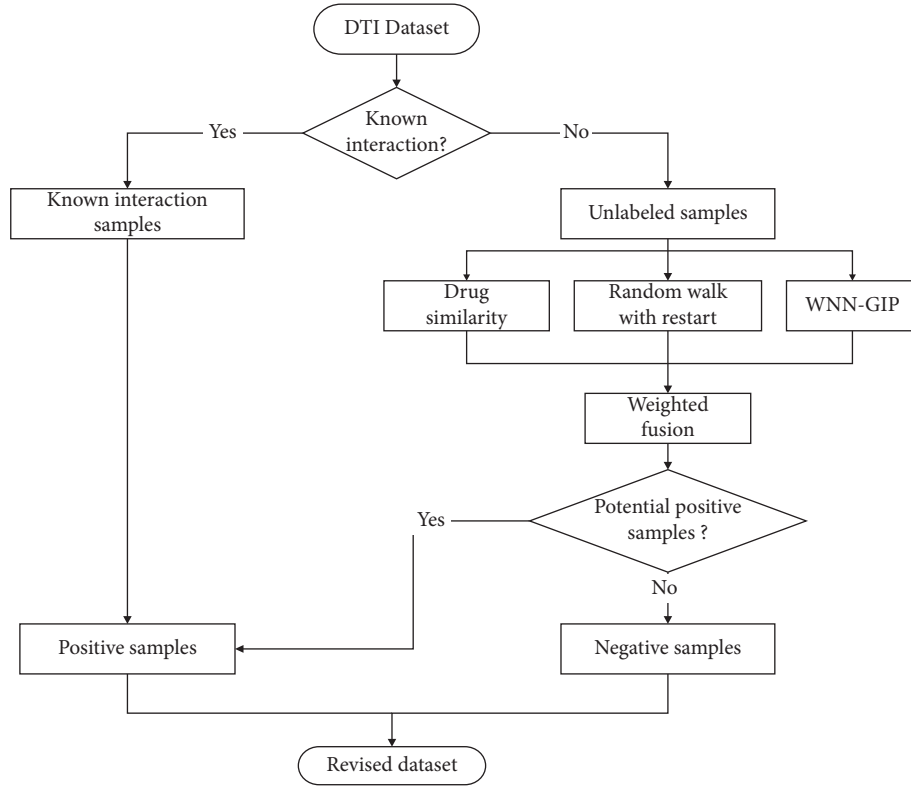 DTI Dataset
Known
interaction?
Yes
No
Known interaction
samples
Unlabeled samples
Drug
similarity
Random walk
with restart
WNN-GIP
Weighted
fusion
Potential positive
samples ?
Yes
No
Positive samples
Negative samples
Revised dataset